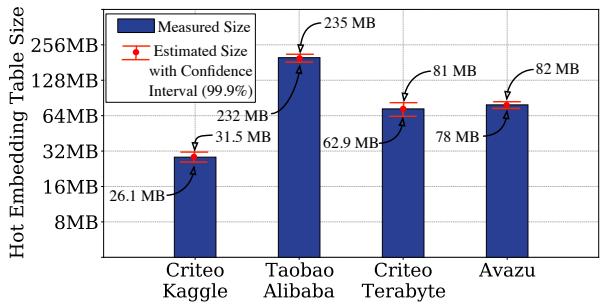 Hot Embedding Table Size
256MB
128MB
64MB
32MB
16MB
8MB
Measured Size
Estimated Size
with Confidence
Interval (99.9%)
235 MB
232 MB
31.5 MB
26.1 MB
81 MB
62.9 MB
82 MB
78 MB
Criteo
Kaggle
Taobao
Alibaba
Criteo
Terabyte
Avazu